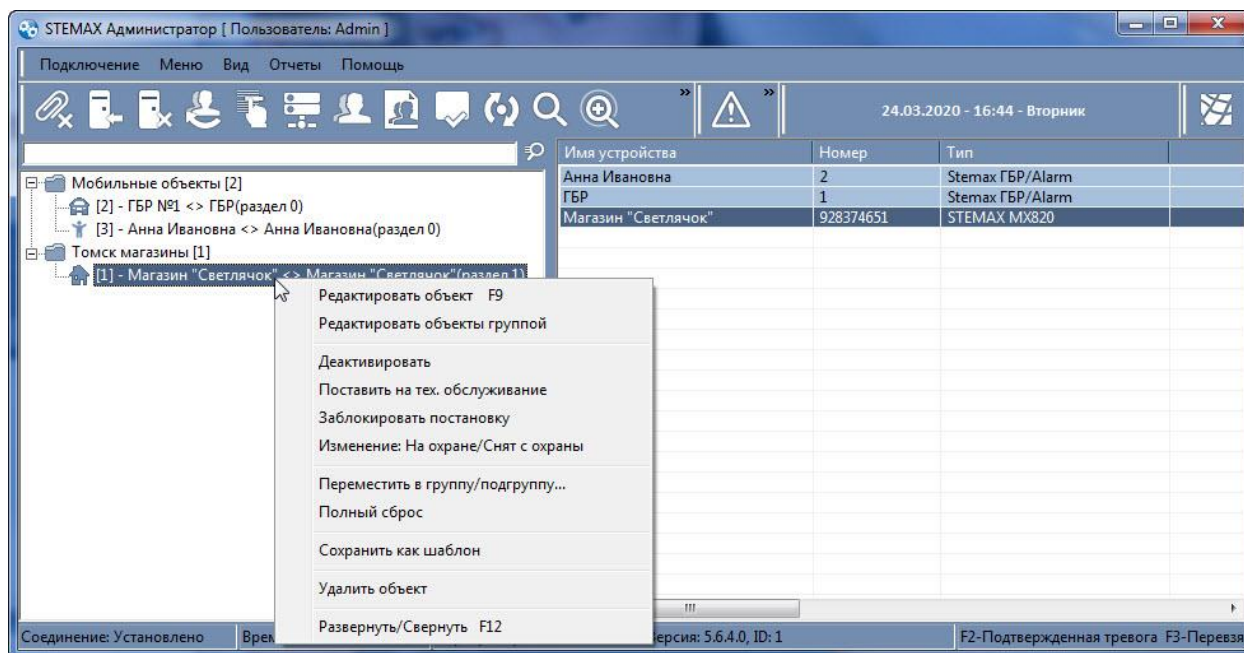 STEMAX Администратор [ Пользователь: Admin ]
Подключение Меню Вид Отчеты Помощь
» » 24.03.2020 - 16:44 - Вторник
Имя устройства Номер Тип
Анна Ивановна 2 Stemax ГБР/Alarm
ГБР 1 Stemax ГБР/Alarm
Магазин "Светлячок" 928374651 STEMAX MX820
Мобильные объекты [2]
[2] - ГБР №1 <> ГБР(раздел 0)
[3] - Анна Ивановна <> Анна Ивановна(раздел 0)
Томск магазины [1]
[1] - Магазин "Светлячок" <> Магазин "Светлячок"(раздел 1)
Редактировать объект F9
Редактировать объекты группой
Деактивировать
Поставить на тех. обслуживание
Заблокировать постановку
Изменение: На охране/Снят с охраны
Переместить в группу/подгруппу...
Полный сброс
Сохранить как шаблон
Удалить объект
Развернуть/Свернуть F12
Соединение: Установлено Врем ерсия: 5.6.4.0, ID: 1 F2-Подтвержденная тревога F3-Перевзя